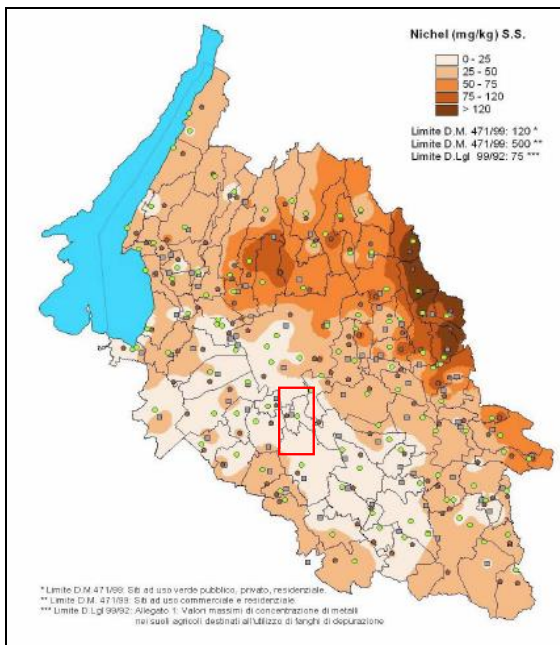 Nichel (mg/kg) S.S.
0 - 25
25 - 50
50 - 75
75 - 120
> 120
Limite D.M. 471/99: 120 *
Limite D.M. 471/99: 500 **
Limite D.Lgl 99/92: 75 ***
* Limite D.M.471/99: Siti ad uso verde pubblico, privato, residenziale.
** Limite D.M. 471/99: Siti ad uso commerciale e residenziale.
*** Limite D.Lgl 99/92: Allegato 1: Valori massimi di concentrazione di metalli
nei suoli agricoli destinati all'utilizzo di fanghi di depurazione